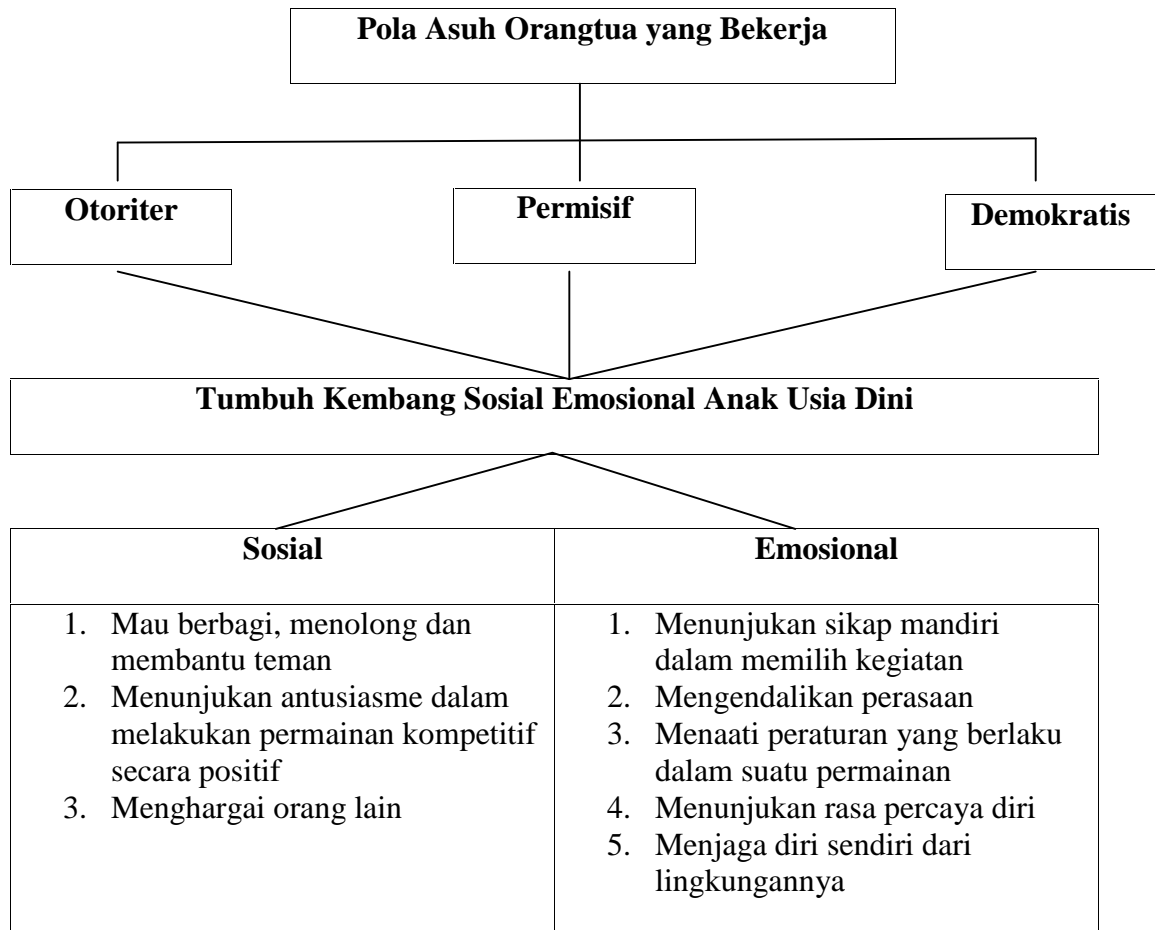 Pola Asuh Orangtua yang Bekerja
Otoriter
Permisif
Demokratis
Tumbuh Kembang Sosial Emosional Anak Usia Dini
Sosial
1. Mau berbagi, menolong dan
membantu teman
2. Menunjukan antusiasme dalam
melakukan permainan kompetitif
secara positif
3. Menghargai orang lain
Emosional
1. Menunjukan sikap mandiri
dalam memilih kegiatan
2. Mengendalikan perasaan
3. Menaati peraturan yang berlaku
dalam suatu permainan
4. Menunjukan rasa percaya diri
5. Menjaga diri sendiri dari
lingkungannya